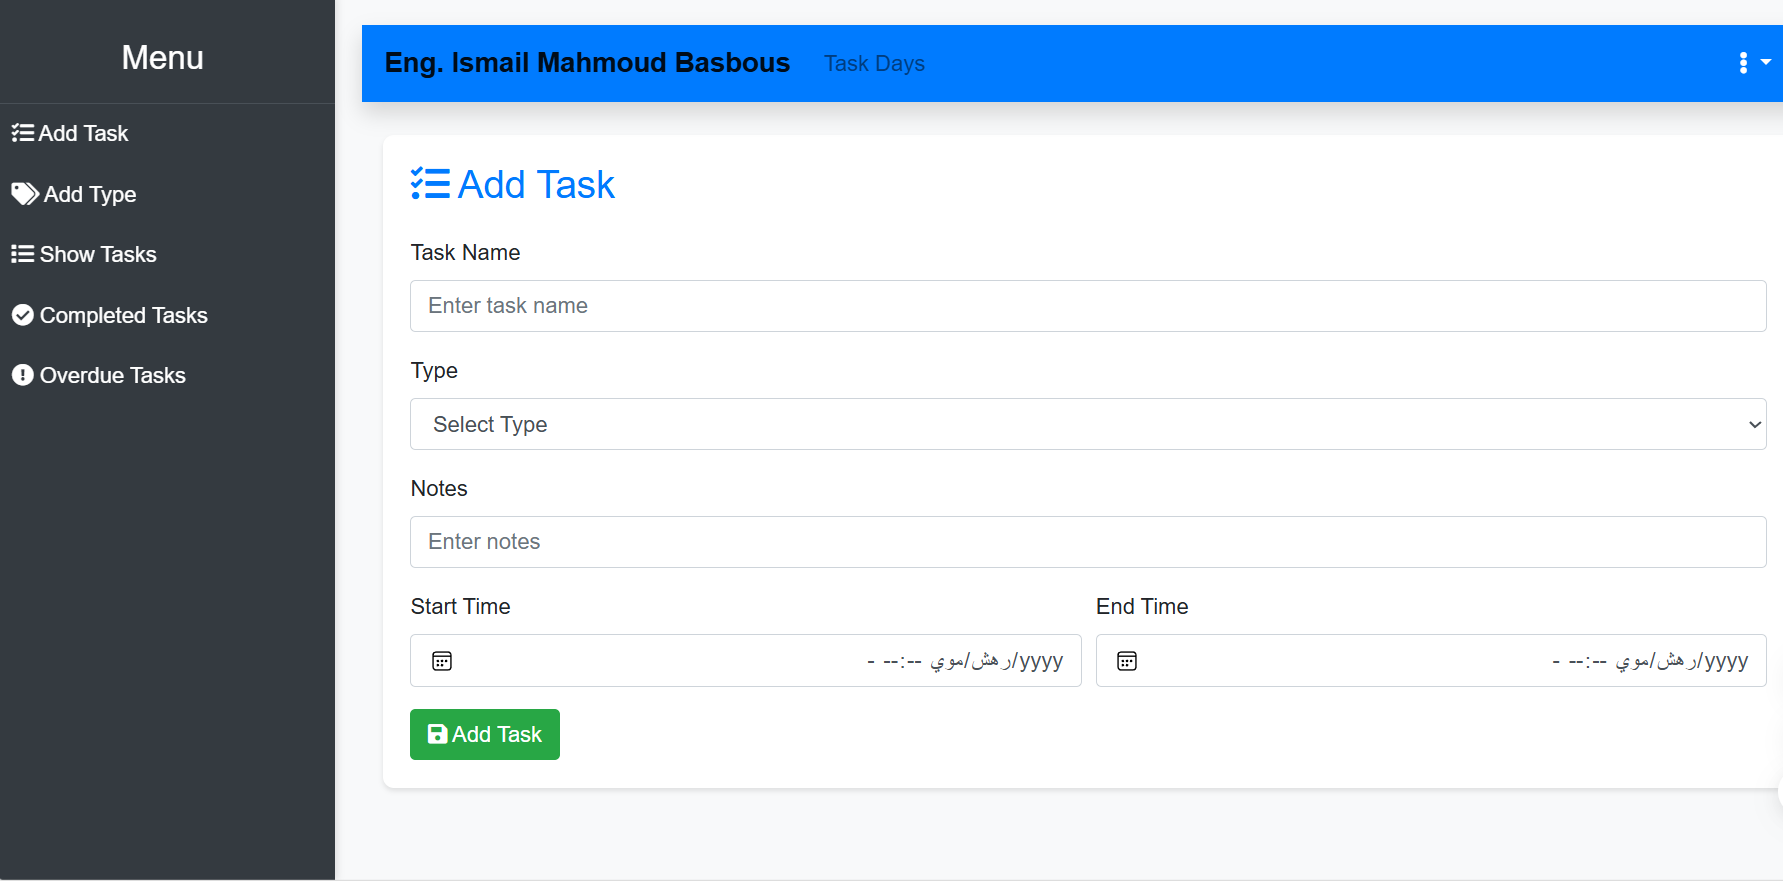 Menu
Add Task
Add Type
Show Tasks
Completed Tasks
Overdue Tasks
Eng. Ismail Mahmoud Basbous Task Days
Add Task
Task Name
Enter task name
Type
Select Type
Notes
Enter notes
Start Time End Time
- --:-- يوم/شهر/yyyy - --:-- يوم/شهر/yyyy
Add Task